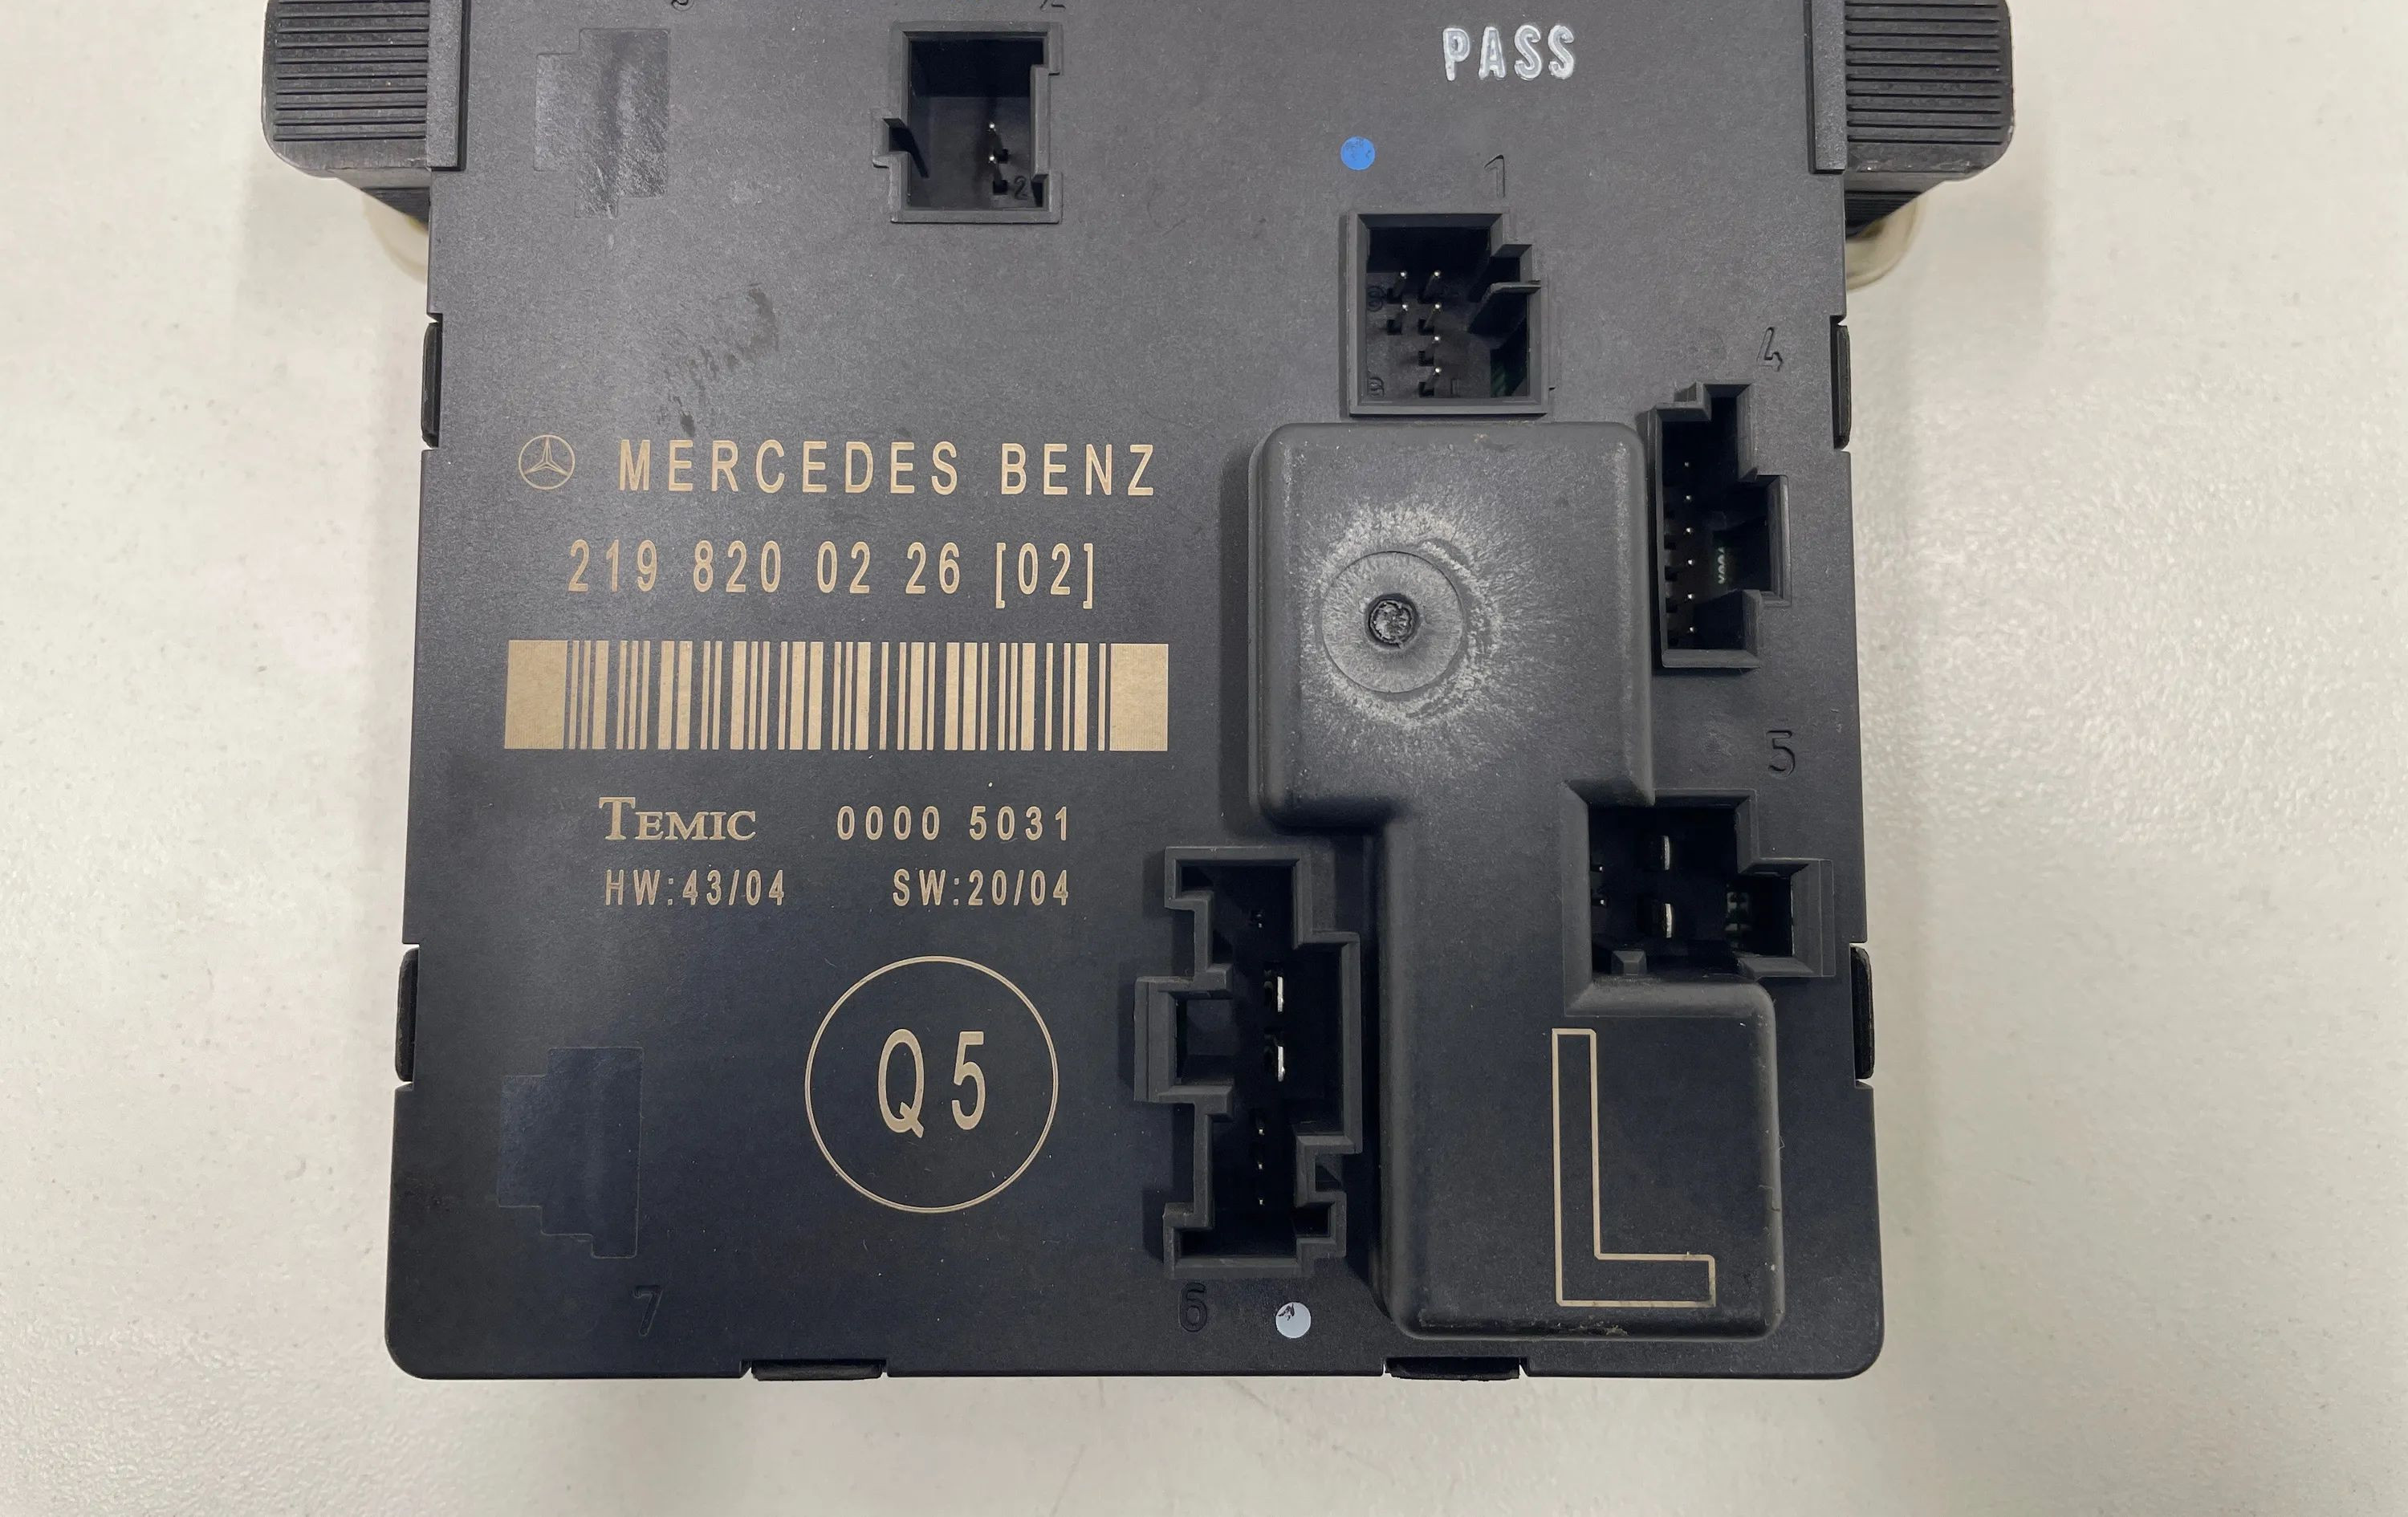 PASS
1
4
MERCEDES BENZ
219 820 02 26 [02]
5
TEMIC 0000 5031
HW:43/04 SW:20/04
Q5
L
7
6